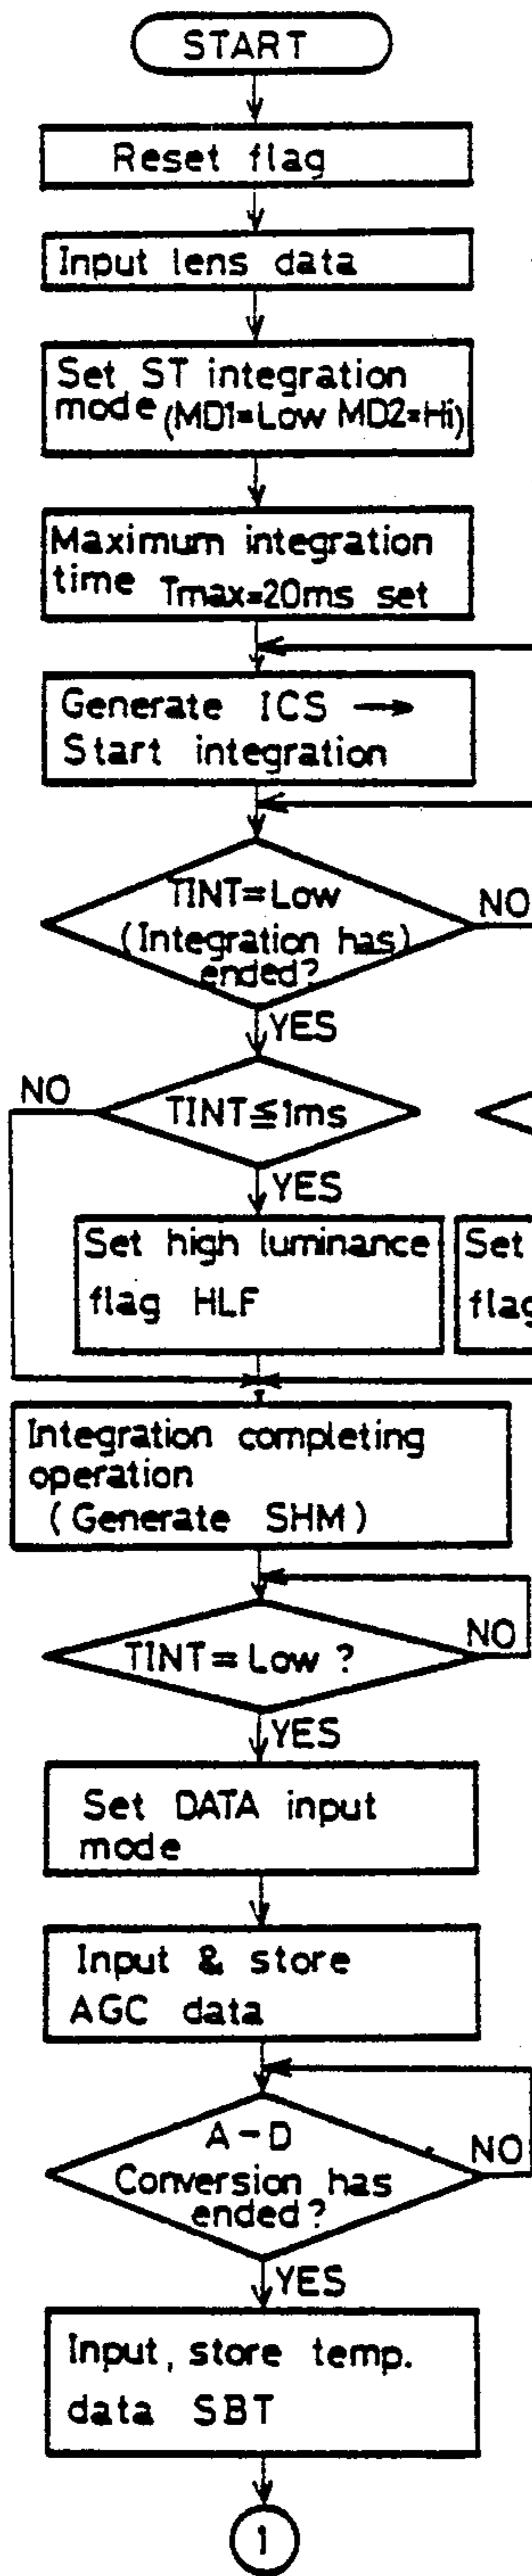 START
Reset flag
Input lens data
Set ST integration
mode (MD1=Low MD2=Hi)
Maximum integration
time Tmax=20ms set
Generate ICS →
Start integration
TINT=Low
(Integration has)
ended?
NO
YES
NO
TINT≦1ms
YES
Set high luminance
flag HLF
Set
flag
Integration completing
operation
(Generate SHM)
TINT=Low ?
NO
YES
Set DATA input
mode
Input & store
AGC data
A-D
Conversion has
ended?
NO
YES
Input, store temp.
data SBT
1